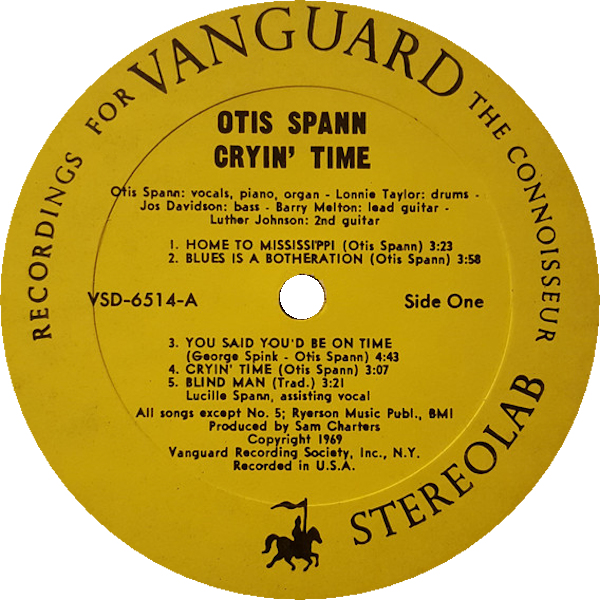 RECORDINGS FOR VANGUARD THE CONNOISSEUR
OTIS SPANN
CRYIN' TIME
Otis Spann: vocals, piano, organ - Lonnie Taylor: drums -
Jos Davidson: bass - Barry Melton: lead guitar -
Luther Johnson: 2nd guitar
1. HOME TO MISSISSIPPI (Otis Spann) 3:23
2. BLUES IS A BOTHERATION (Otis Spann) 3:58
VSD-6514-A
Side One
3. YOU SAID YOU'D BE ON TIME
(George Spink - Otis Spann) 4:43
4. CRYIN' TIME (Otis Spann) 3:07
5. BLIND MAN (Trad.) 3:21
Lucille Spann, assisting vocal
All songs except No. 5; Ryerson Music Publ., BMI
Produced by Sam Charters
Copyright 1969
Vanguard Recording Society, Inc., N.Y.
Recorded in U.S.A.
STEREOLAB